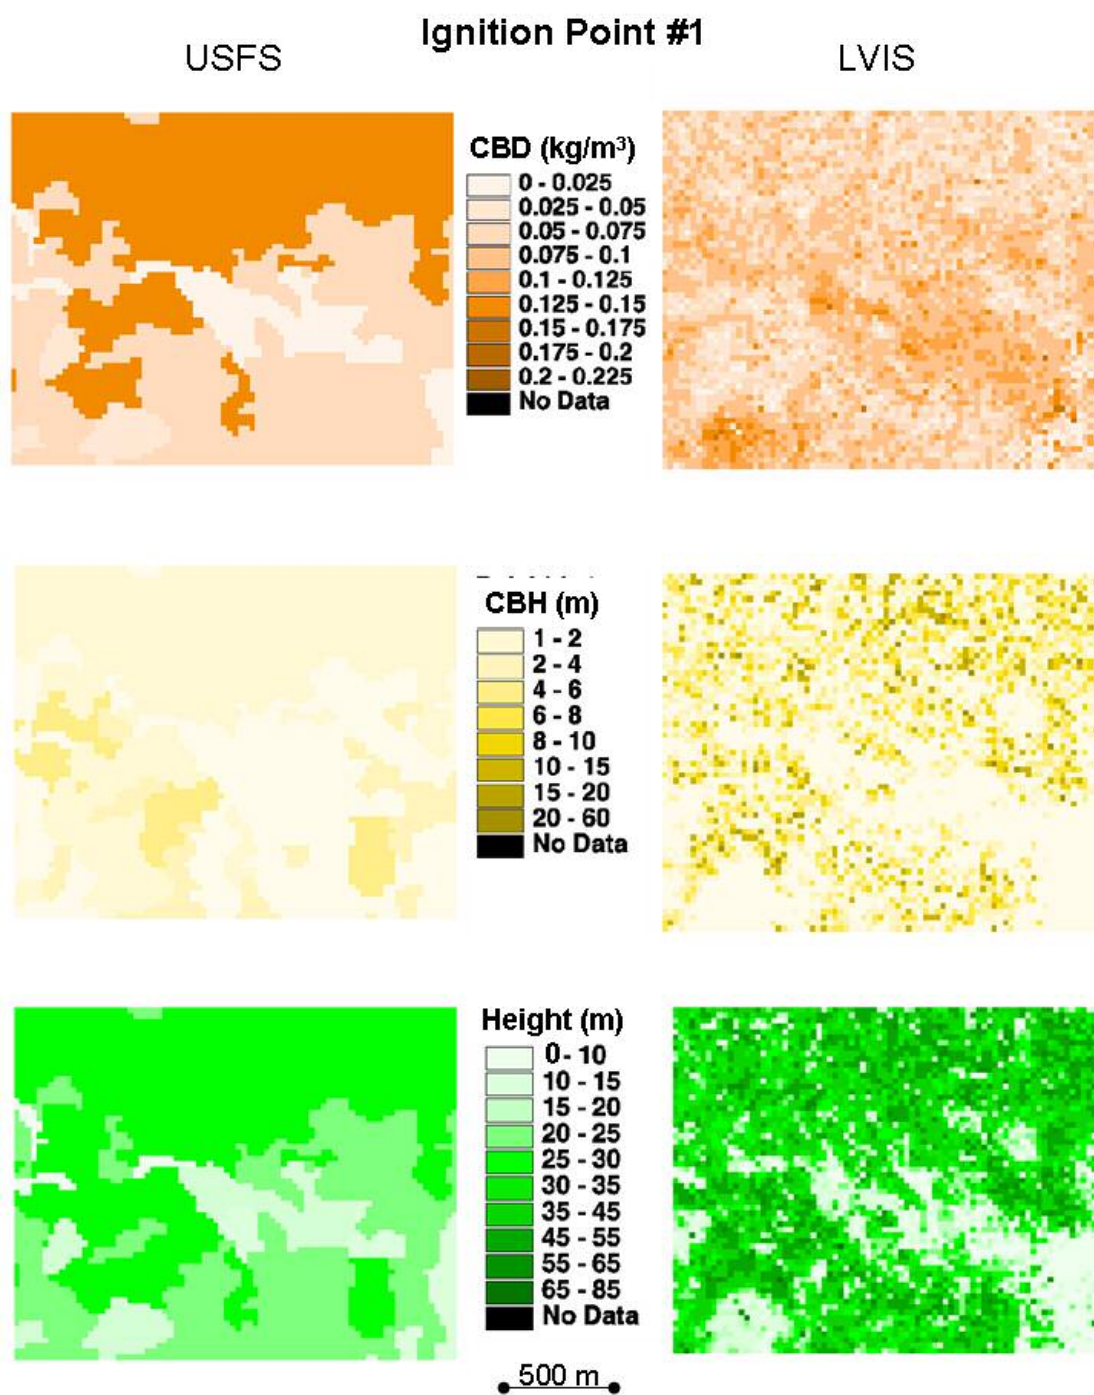 Ignition Point #1
USFS
LVIS
CBD (kg/m³)
0 - 0.025
0.025 - 0.05
0.05 - 0.075
0.075 - 0.1
0.1 - 0.125
0.125 - 0.15
0.15 - 0.175
0.175 - 0.2
0.2 - 0.225
No Data
CBH (m)
1 - 2
2 - 4
4 - 6
6 - 8
8 - 10
10 - 15
15 - 20
20 - 60
No Data
Height (m)
0 - 10
10 - 15
15 - 20
20 - 25
25 - 30
30 - 35
35 - 45
45 - 55
55 - 65
65 - 85
No Data
500 m